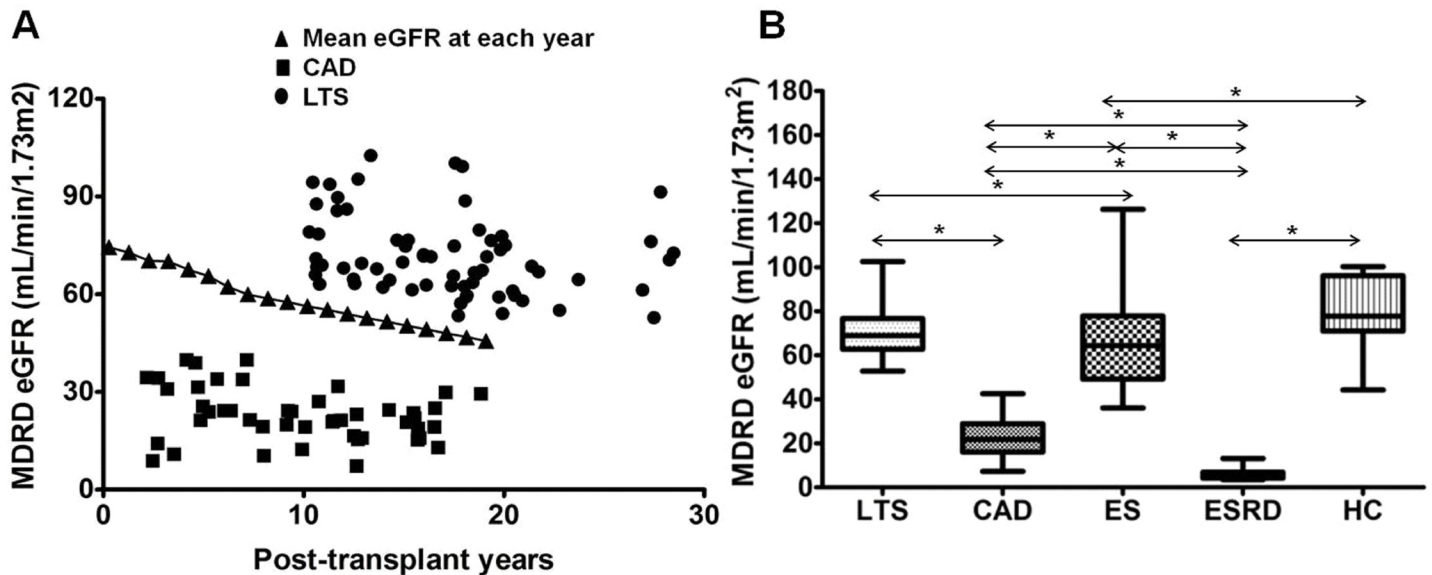 A
Mean eGFR at each year
CAD
LTS
MDRD eGFR (mL/min/1.73m2)
120
90
60
30
0
0 10 20 30
Post-transplant years
B
MDRD eGFR (mL/min/1.73m²)
180
160
140
120
100
80
60
40
20
0
*
*
* *
*
*
* *
LTS CAD ES ESRD HC